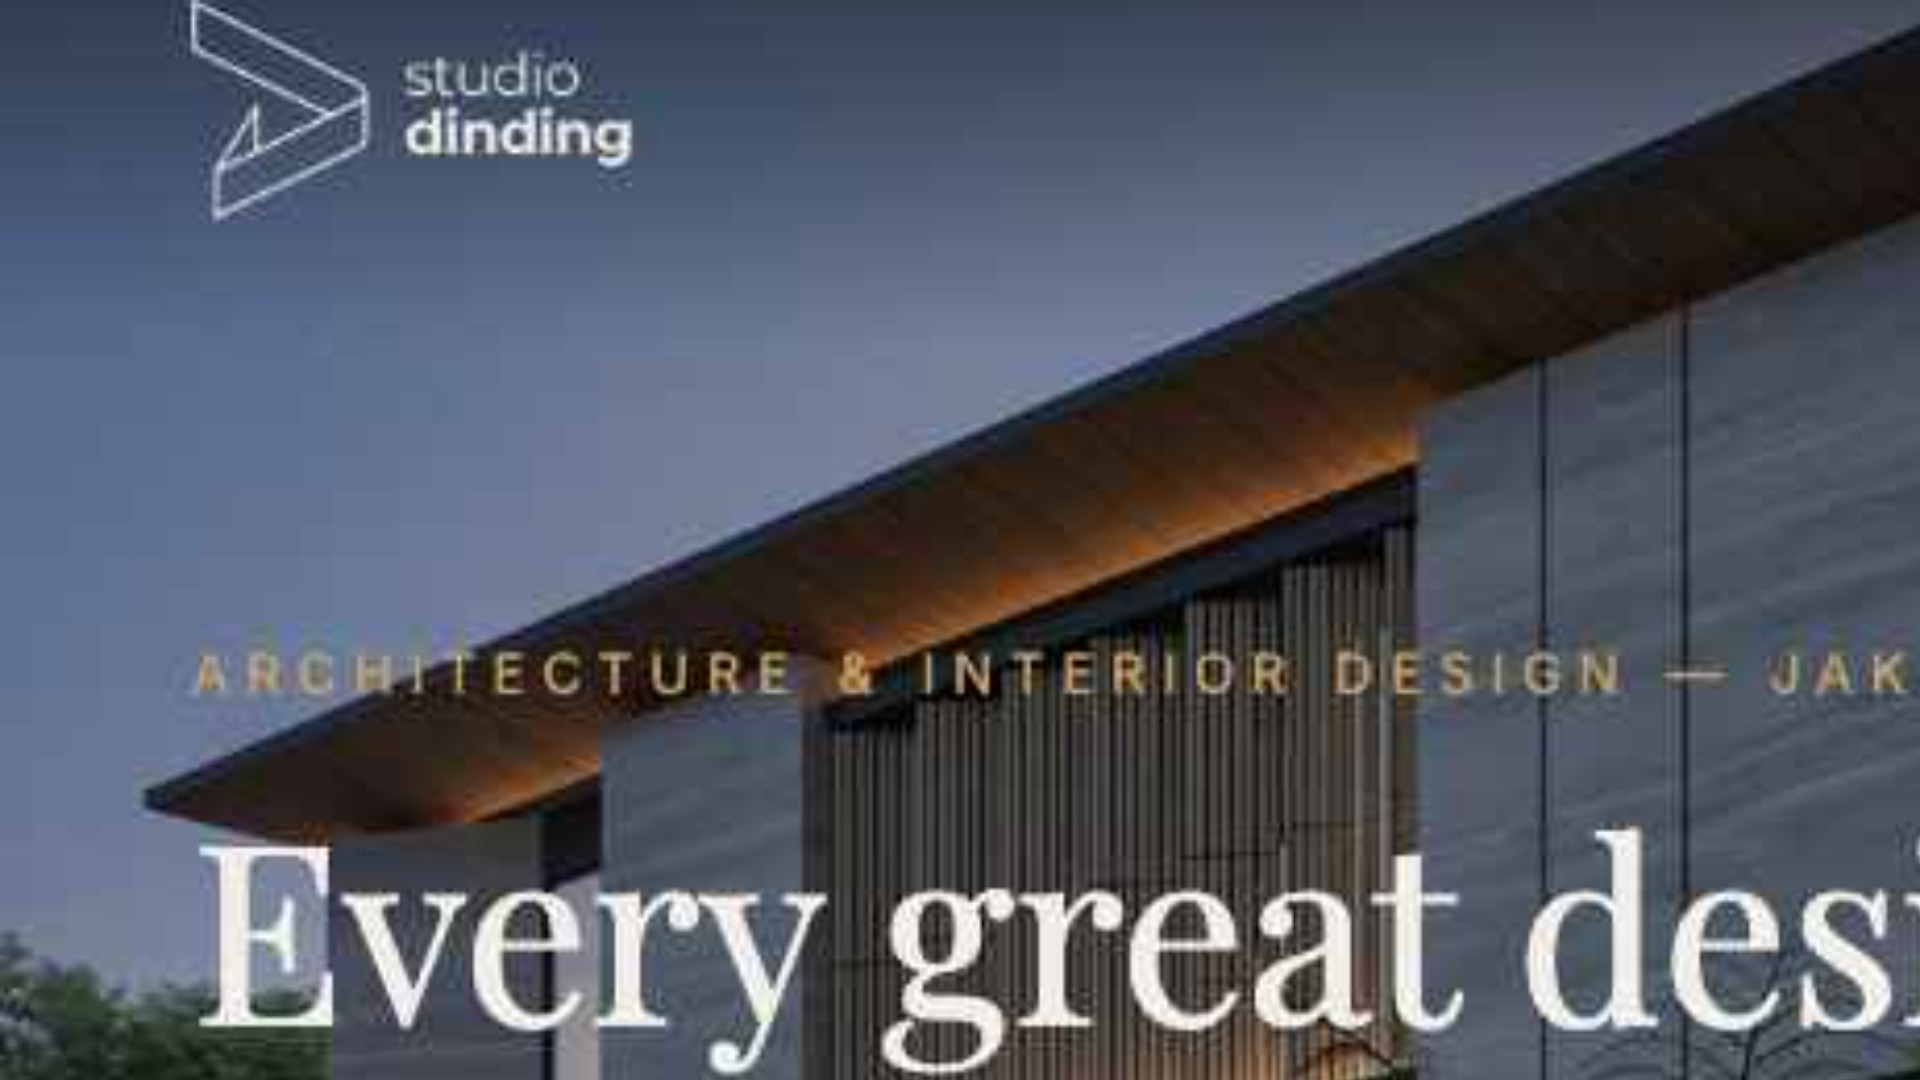 studio
dinding
ARCHITECTURE & INTERIOR DESIGN — JAK
Every great desi